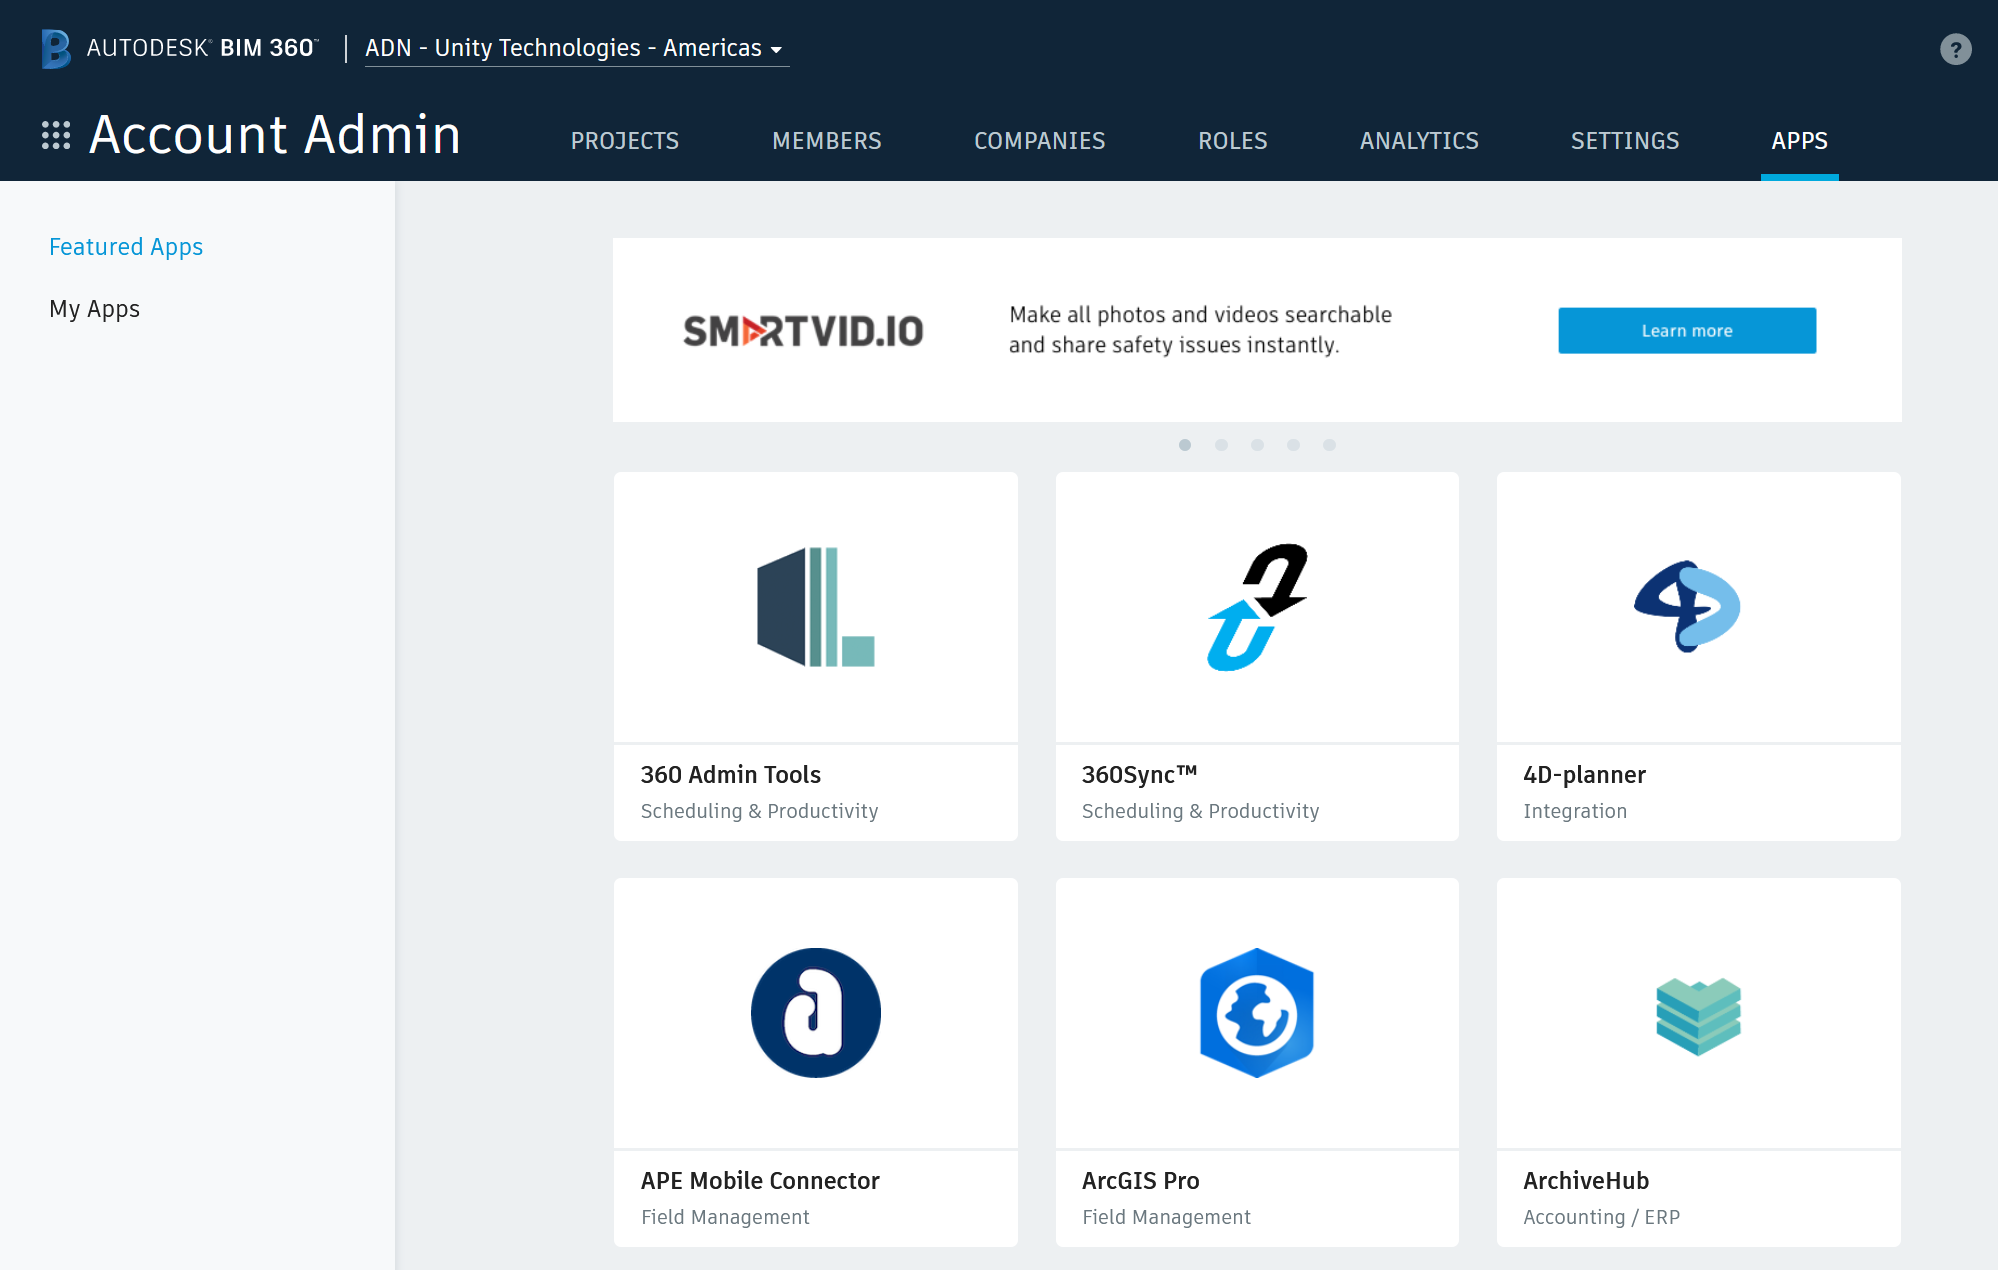 AUTODESK® BIM 360™ | ADN - Unity Technologies - Americas
?
Account Admin
PROJECTS MEMBERS COMPANIES ROLES ANALYTICS SETTINGS APPS
Featured Apps
My Apps
SMARTVID.IO
Make all photos and videos searchable
and share safety issues instantly.
Learn more
360 Admin Tools
Scheduling & Productivity
360Sync™
Scheduling & Productivity
4D-planner
Integration
a
APE Mobile Connector
Field Management
ArcGIS Pro
Field Management
ArchiveHub
Accounting / ERP